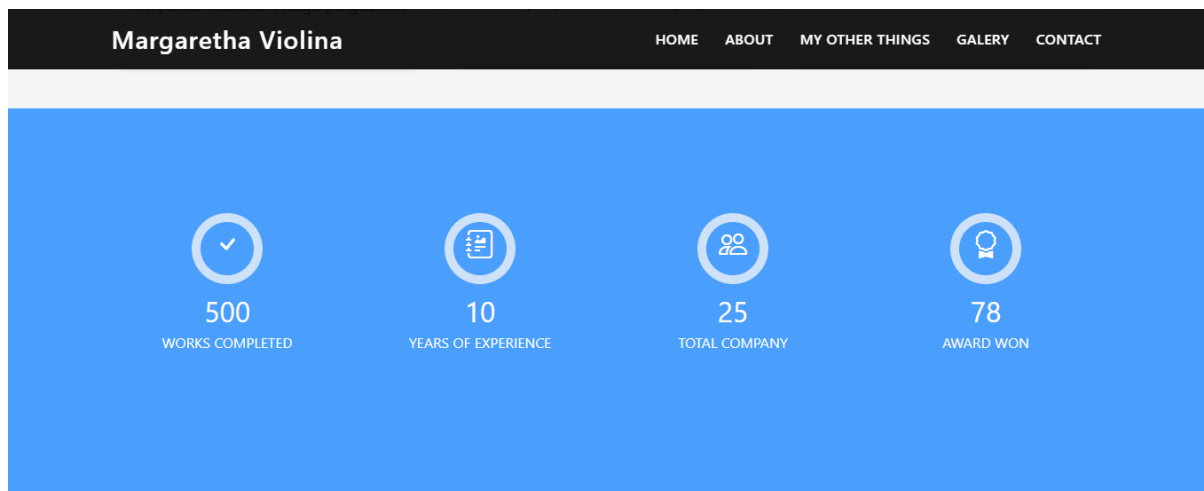 Margaretha Violina
HOME ABOUT MY OTHER THINGS GALERY CONTACT
500
WORKS COMPLETED
10
YEARS OF EXPERIENCE
25
TOTAL COMPANY
78
AWARD WON